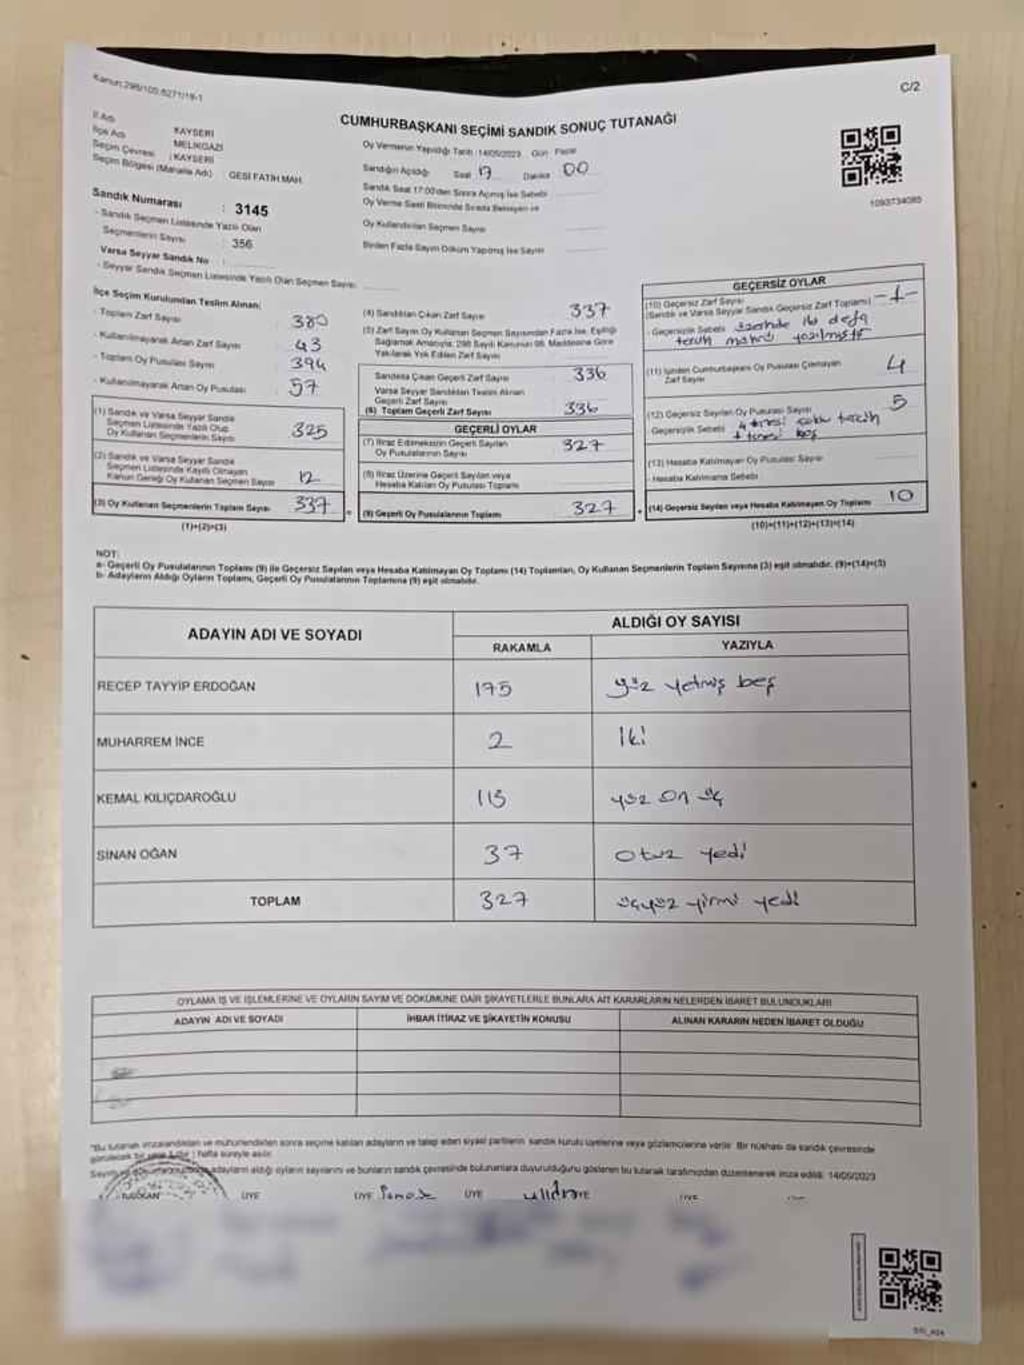 Kanun:298/105,6271/19-1
C/2
CUMHURBAŞKANI SEÇİMİ SANDIK SONUÇ TUTANAĞI
İl Adı : KAYSERİ
İlçe Adı : MELİKGAZİ
Seçim Çevresi : KAYSERİ
Seçim Bölgesi (Mahalle Adı) : GESİ FATİH MAH.
Sandık Numarası : 3145
- Sandık Seçmen Listesinde Yazılı Olan
Seçmenlerin Sayısı : 356
Varsa Seyyar Sandık No :
- Seyyar Sandık Seçmen Listesinde Yazılı Olan Seçmen Sayısı:
Oy Vermenin Yapıldığı Tarih :14/05/2023 Gün : Pazar
Sandığın Açıldığı Saat 17 Dakika 00
Sandık Saat 17:00'den Sonra Açılmış İse Sebebi
Oy Verme Saati Bitiminde Sırada Bekleyen ve
Oy Kullandırılan Seçmen Sayısı
Birden Fazla Sayım Döküm Yapılmış İse Sayısı
1093734085
İlçe Seçim Kurulundan Teslim Alınan:
- Toplam Zarf Sayısı 380
- Kullanılmayarak Artan Zarf Sayısı 43
- Toplam Oy Pusulası Sayısı 394
- Kullanılmayarak Artan Oy Pusulası 57
(1) Sandık ve Varsa Seyyar Sandık
Seçmen Listesinde Yazılı Olup
Oy Kullanan Seçmenlerin Sayısı 325
(2) Sandık ve Varsa Seyyar Sandık
Seçmen Listesinde Kayıtlı Olmayan
Kanun Gereği Oy Kullanan Seçmen Sayısı 12
(3) Oy Kullanan Seçmenlerin Toplam Sayısı 337
(1)+(2)=(3)
(4) Sandıktan Çıkan Zarf Sayısı 337
(5) Zarf Sayısı Oy Kullanan Seçmen Sayısından Fazla İse, Eşitliği
Sağlamak Amacıyla, 298 Sayılı Kanunun 98. Maddesine Göre
Yakılarak Yok Edilen Zarf Sayısı
Sandıkta Çıkan Geçerli Zarf Sayısı 336
Varsa Seyyar Sandıktan Teslim Alınan
Geçerli Zarf Sayısı
(6) Toplam Geçerli Zarf Sayısı 336
GEÇERLİ OYLAR
(7) İtiraz Edilmeksizin Geçerli Sayılan
Oy Pusulalarının Sayısı 327
(8) İtiraz Üzerine Geçerli Sayılan veya
Hesaba Katılan Oy Pusulası Toplamı
(9) Geçerli Oy Pusulalarının Toplamı 327
GEÇERSİZ OYLAR
(10) Geçersiz Zarf Sayısı
(Sandık ve Varsa Seyyar Sandık Geçersiz Zarf Toplamı) -1-
- Geçersizlik Sebebi üzerinde iki defa
tercih mührü
(11) İçinden Cumhurbaşkanı Oy Pusulası Çıkmayan
Zarf Sayısı 4
(12) Geçersiz Sayılan Oy Pusulası Sayısı 5
Geçersizlik Sebebi 4 tanesi tercih
1 tanesi boş
(13) Hesaba Katılmayan Oy Pusulası Sayısı
- Hesaba Katılmama Sebebi
(14) Geçersiz Sayılan veya Hesaba Katılmayan Oy Toplamı 10
(10)+(11)+(12)+(13)=(14)
NOT:
a- Geçerli Oy Pusulalarının Toplamı (9) ile Geçersiz Sayılan veya Hesaba Katılmayan Oy Toplamı (14) Toplamları, Oy Kullanan Seçmenlerin Toplam Sayısına (3) eşit olmalıdır. (9)+(14)=(3)
b- Adayların Aldığı Oyların Toplamı, Geçerli Oy Pusulalarının Toplamına (9) eşit olmalıdır.
ADAYIN ADI VE SOYADI
ALDIĞI OY SAYISI
RAKAMLA YAZIYLA
RECEP TAYYİP ERDOĞAN 175 yüz yetmiş beş
MUHARREM İNCE 2 iki
KEMAL KILIÇDAROĞLU 113 yüz on üç
SİNAN OĞAN 37 otuz yedi
TOPLAM 327 üçyüz yirmi yedi
OYLAMA İŞ VE İŞLEMLERİNE VE OYLARIN SAYIM VE DÖKÜMÜNE DAİR ŞİKAYETLERLE BUNLARA AİT KARARLARIN NELERDEN İBARET BULUNDUKLARI
ADAYIN ADI VE SOYADI İHBAR İTİRAZ VE ŞİKAYETİN KONUSU ALINAN KARARIN NEDEN İBARET OLDUĞU
"Bu tutanak imzalandıktan ve mühürlendikten sonra seçime katılan adayların ve talep eden siyasi partilerin sandık kurulu üyelerine veya gözlemcilerine verilir. Bir nüshası da sandık çevresinde
görülecek bir yere 1 (bir) hafta süreyle asılır.
adayların aldığı oyların sayılarını ve bunların sandık çevresinde bulunanlara duyurulduğunu gösteren bu tutanak tarafımızdan düzenlenerek imza edildi. 14/05/2023
ÜYE ÜYE ÜYE ÜYE